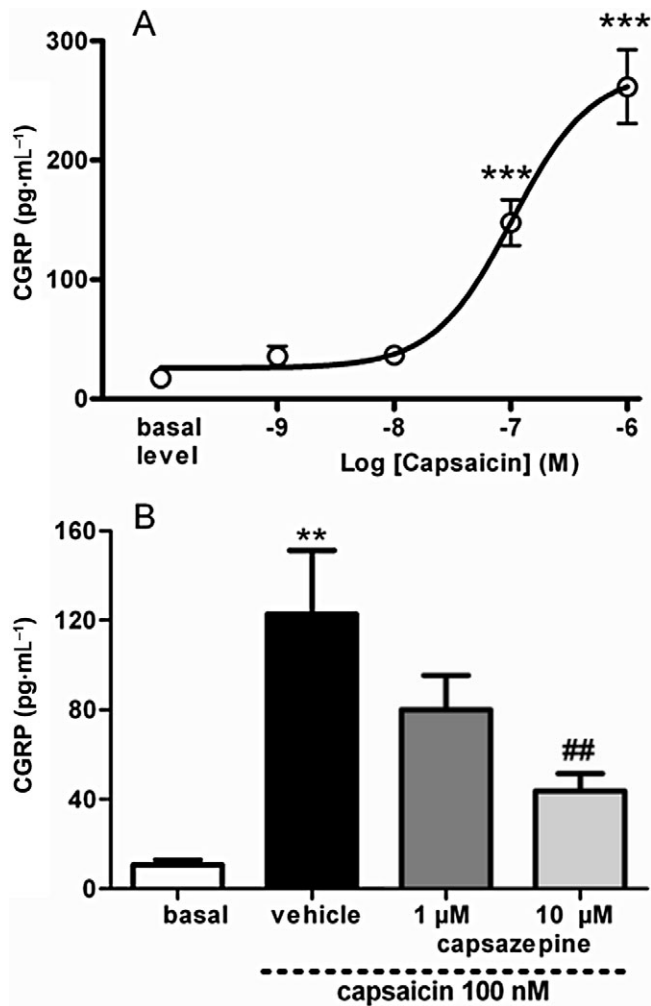 A
CGRP (pg·mL⁻¹)
300
200
100
0
***
***
basal level
-9
-8
-7
-6
Log [Capsaicin] (M)
B
CGRP (pg·mL⁻¹)
160
120
80
40
0
**
##
basal
vehicle
1 µM
10 µM
capsazepine
capsaicin 100 nM